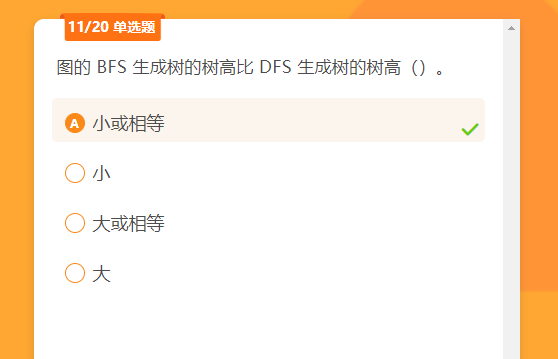 11/20 单选题
图的 BFS 生成树的树高比 DFS 生成树的树高（）。
A 小或相等
小
大或相等
大